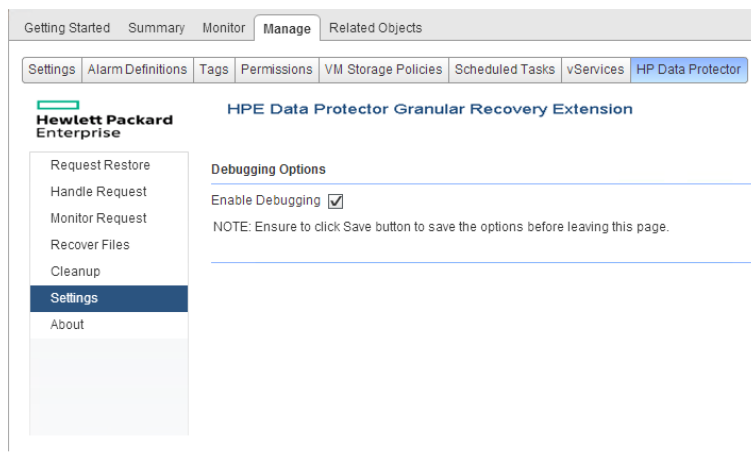 Getting Started Summary Monitor Manage Related Objects
Settings Alarm Definitions Tags Permissions VM Storage Policies Scheduled Tasks vServices HP Data Protector
Hewlett Packard
Enterprise
HPE Data Protector Granular Recovery Extension
Request Restore
Handle Request
Monitor Request
Recover Files
Cleanup
Settings
About
Debugging Options
Enable Debugging
NOTE: Ensure to click Save button to save the options before leaving this page.